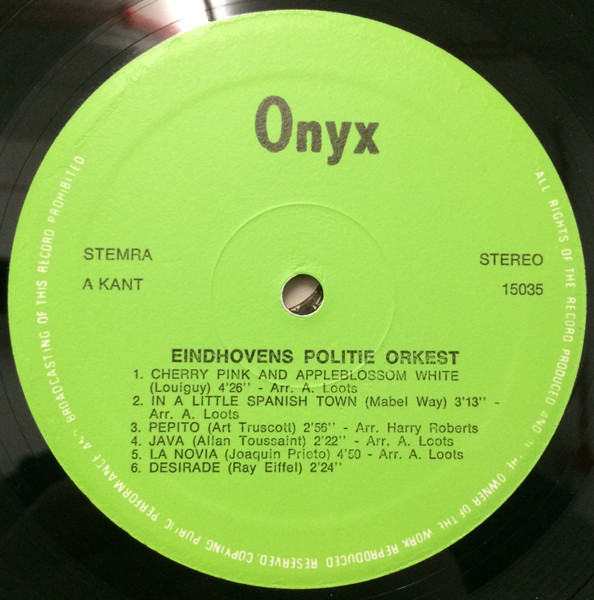 Onyx
STEMRA
STEREO
A KANT
15035
EINDHOVENS POLITIE ORKEST
1. CHERRY PINK AND APPLEBLOSSOM WHITE
(Louiguy) 4'26'' - Arr. A. Loots
2. IN A LITTLE SPANISH TOWN (Mabel Way) 3'13'' -
Arr. A. Loots
3. PEPITO (Art Truscott) 2'56'' - Arr. Harry Roberts
4. JAVA (Allan Toussaint) 2'22'' - Arr. A. Loots
5. LA NOVIA (Joaquin Prieto) 4'50 - Arr. A. Loots
6. DESIRADE (Ray Eiffel) 2'24''
ALL RIGHTS OF THE RECORD PRODUCED AND THE OWNER OF THE WORK REPRODUCED RESERVED. COPYING PUBLIC PERFORMANCE BROADCASTING OF THIS RECORD PROHIBITED